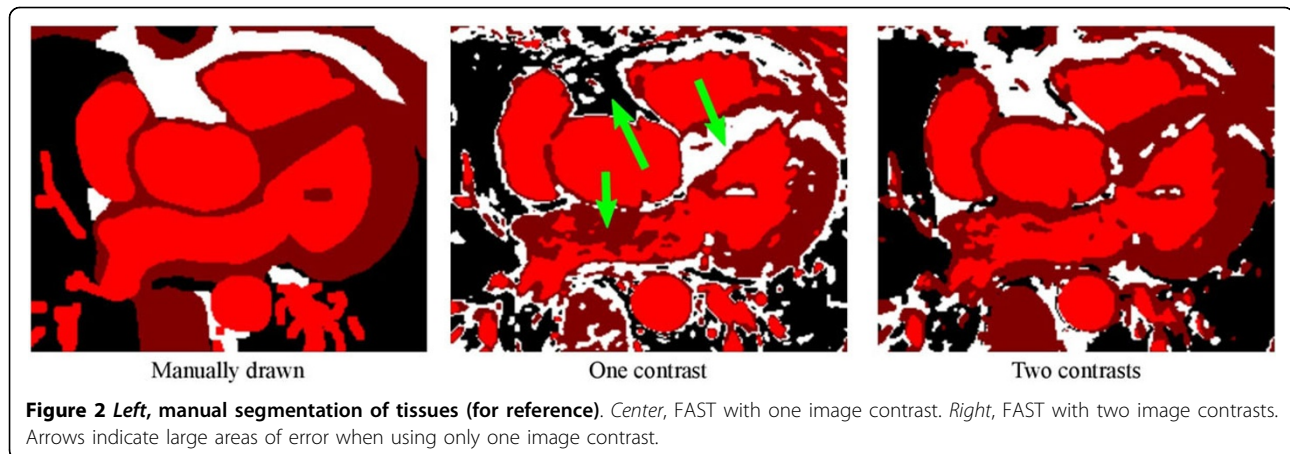 Manually drawn
One contrast
Two contrasts
Figure 2 Left, manual segmentation of tissues (for reference). Center, FAST with one image contrast. Right, FAST with two image contrasts.
Arrows indicate large areas of error when using only one image contrast.